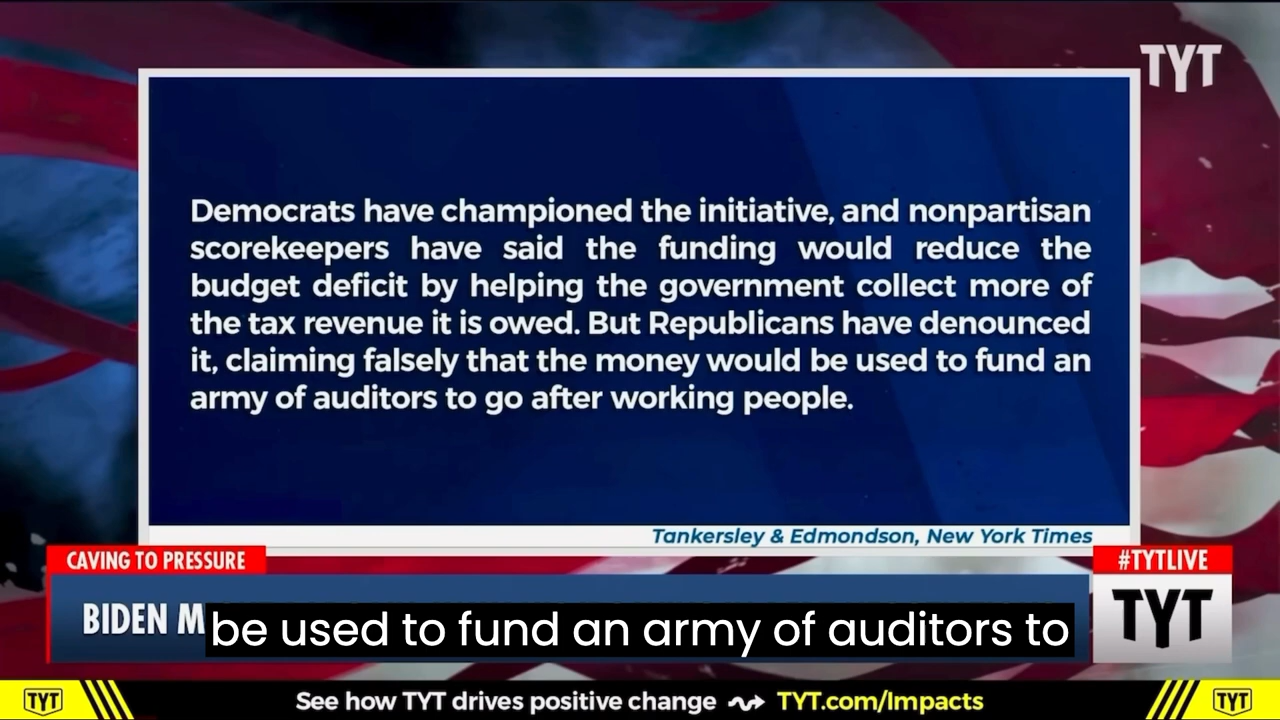 TYT
Democrats have championed the initiative, and nonpartisan
scorekeepers have said the funding would reduce the
budget deficit by helping the government collect more of
the tax revenue it is owed. But Republicans have denounced
it, claiming falsely that the money would be used to fund an
army of auditors to go after working people.
Tankersley & Edmondson, New York Times
CAVING TO PRESSURE
#TYTLIVE
BIDEN
be used to fund an army of auditors to
TYT
TYT
See how TYT drives positive change
TYT.com/Impacts
TYT